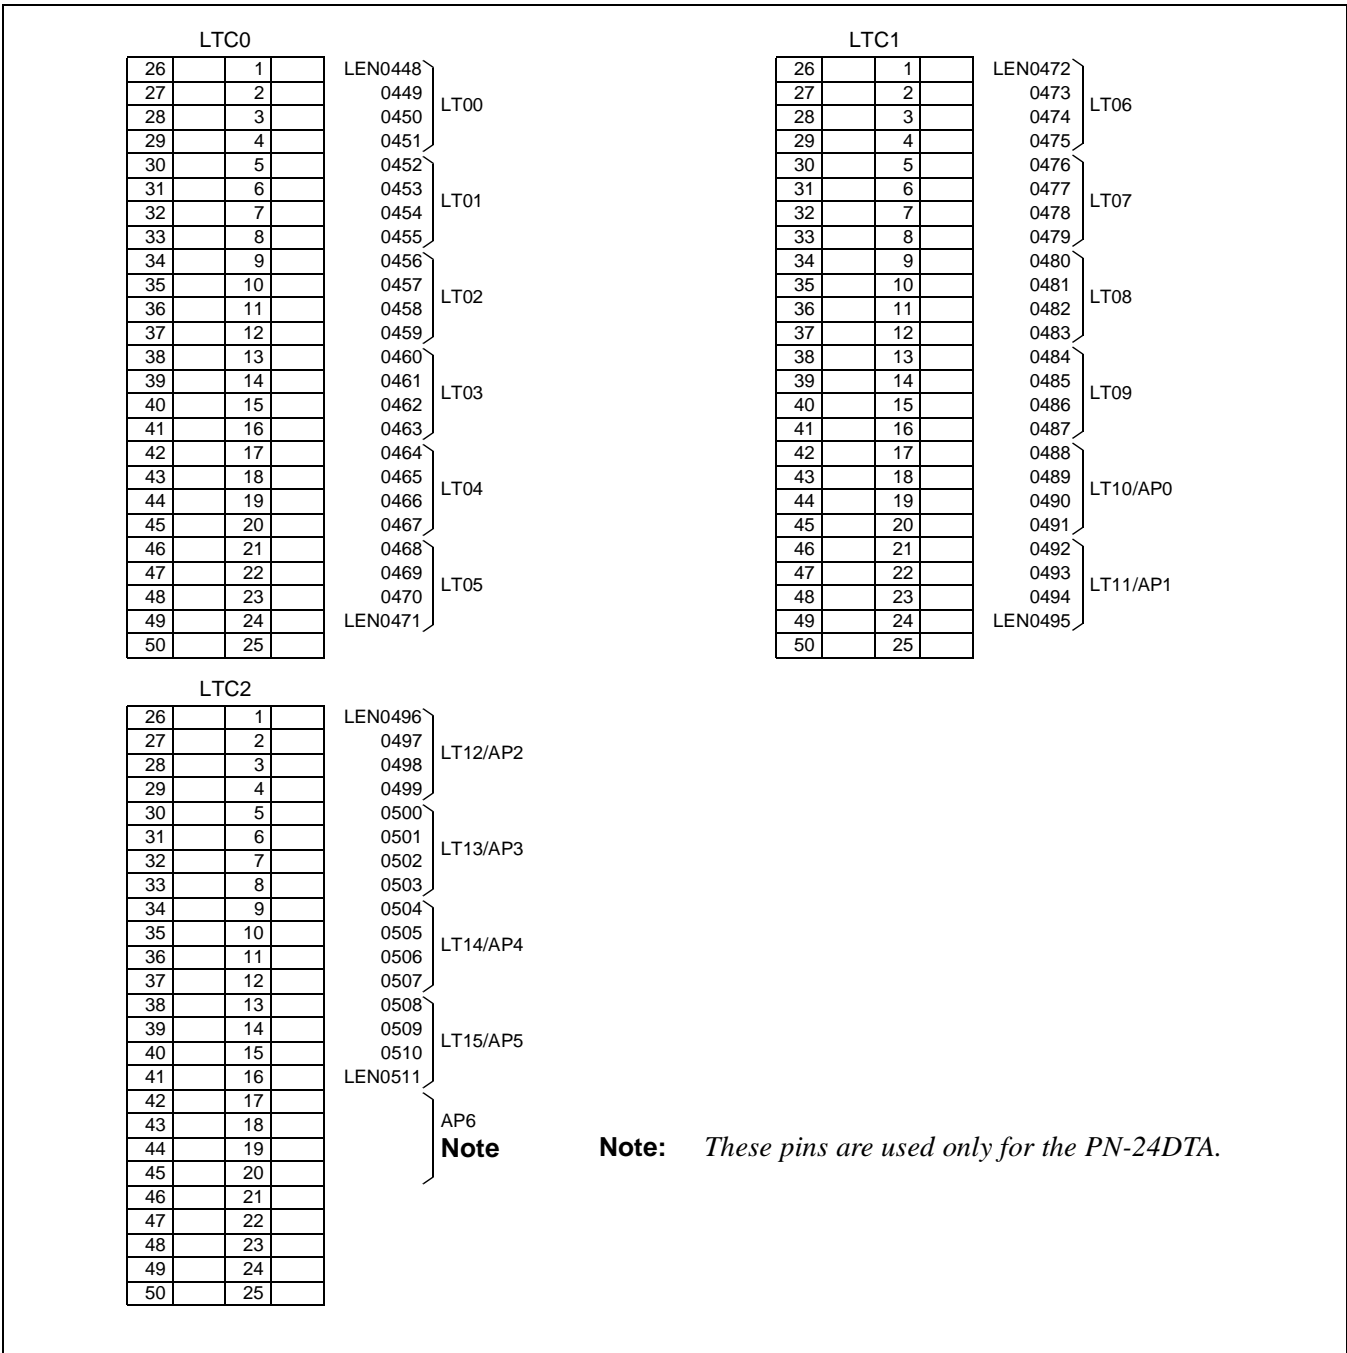 LTC0
26 1 LEN0448
27 2 0449
LT00
28 3 0450
29 4 0451
30 5 0452
31 6 0453
LT01
32 7 0454
33 8 0455
34 9 0456
35 10 0457
LT02
36 11 0458
37 12 0459
38 13 0460
39 14 0461
LT03
40 15 0462
41 16 0463
42 17 0464
43 18 0465
LT04
44 19 0466
45 20 0467
46 21 0468
47 22 0469
LT05
48 23 0470
49 24 LEN0471
50 25
LTC1
26 1 LEN0472
27 2 0473
LT06
28 3 0474
29 4 0475
30 5 0476
31 6 0477
LT07
32 7 0478
33 8 0479
34 9 0480
35 10 0481
LT08
36 11 0482
37 12 0483
38 13 0484
39 14 0485
LT09
40 15 0486
41 16 0487
42 17 0488
43 18 0489
LT10/AP0
44 19 0490
45 20 0491
46 21 0492
47 22 0493
LT11/AP1
48 23 0494
49 24 LEN0495
50 25
LTC2
26 1 LEN0496
27 2 0497
LT12/AP2
28 3 0498
29 4 0499
30 5 0500
31 6 0501
LT13/AP3
32 7 0502
33 8 0503
34 9 0504
35 10 0505
LT14/AP4
36 11 0506
37 12 0507
38 13 0508
39 14 0509
LT15/AP5
40 15 0510
41 16 LEN0511
42 17
43 18 AP6
44 19 Note Note: These pins are used only for the PN-24DTA.
45 20
46 21
47 22
48 23
49 24
50 25